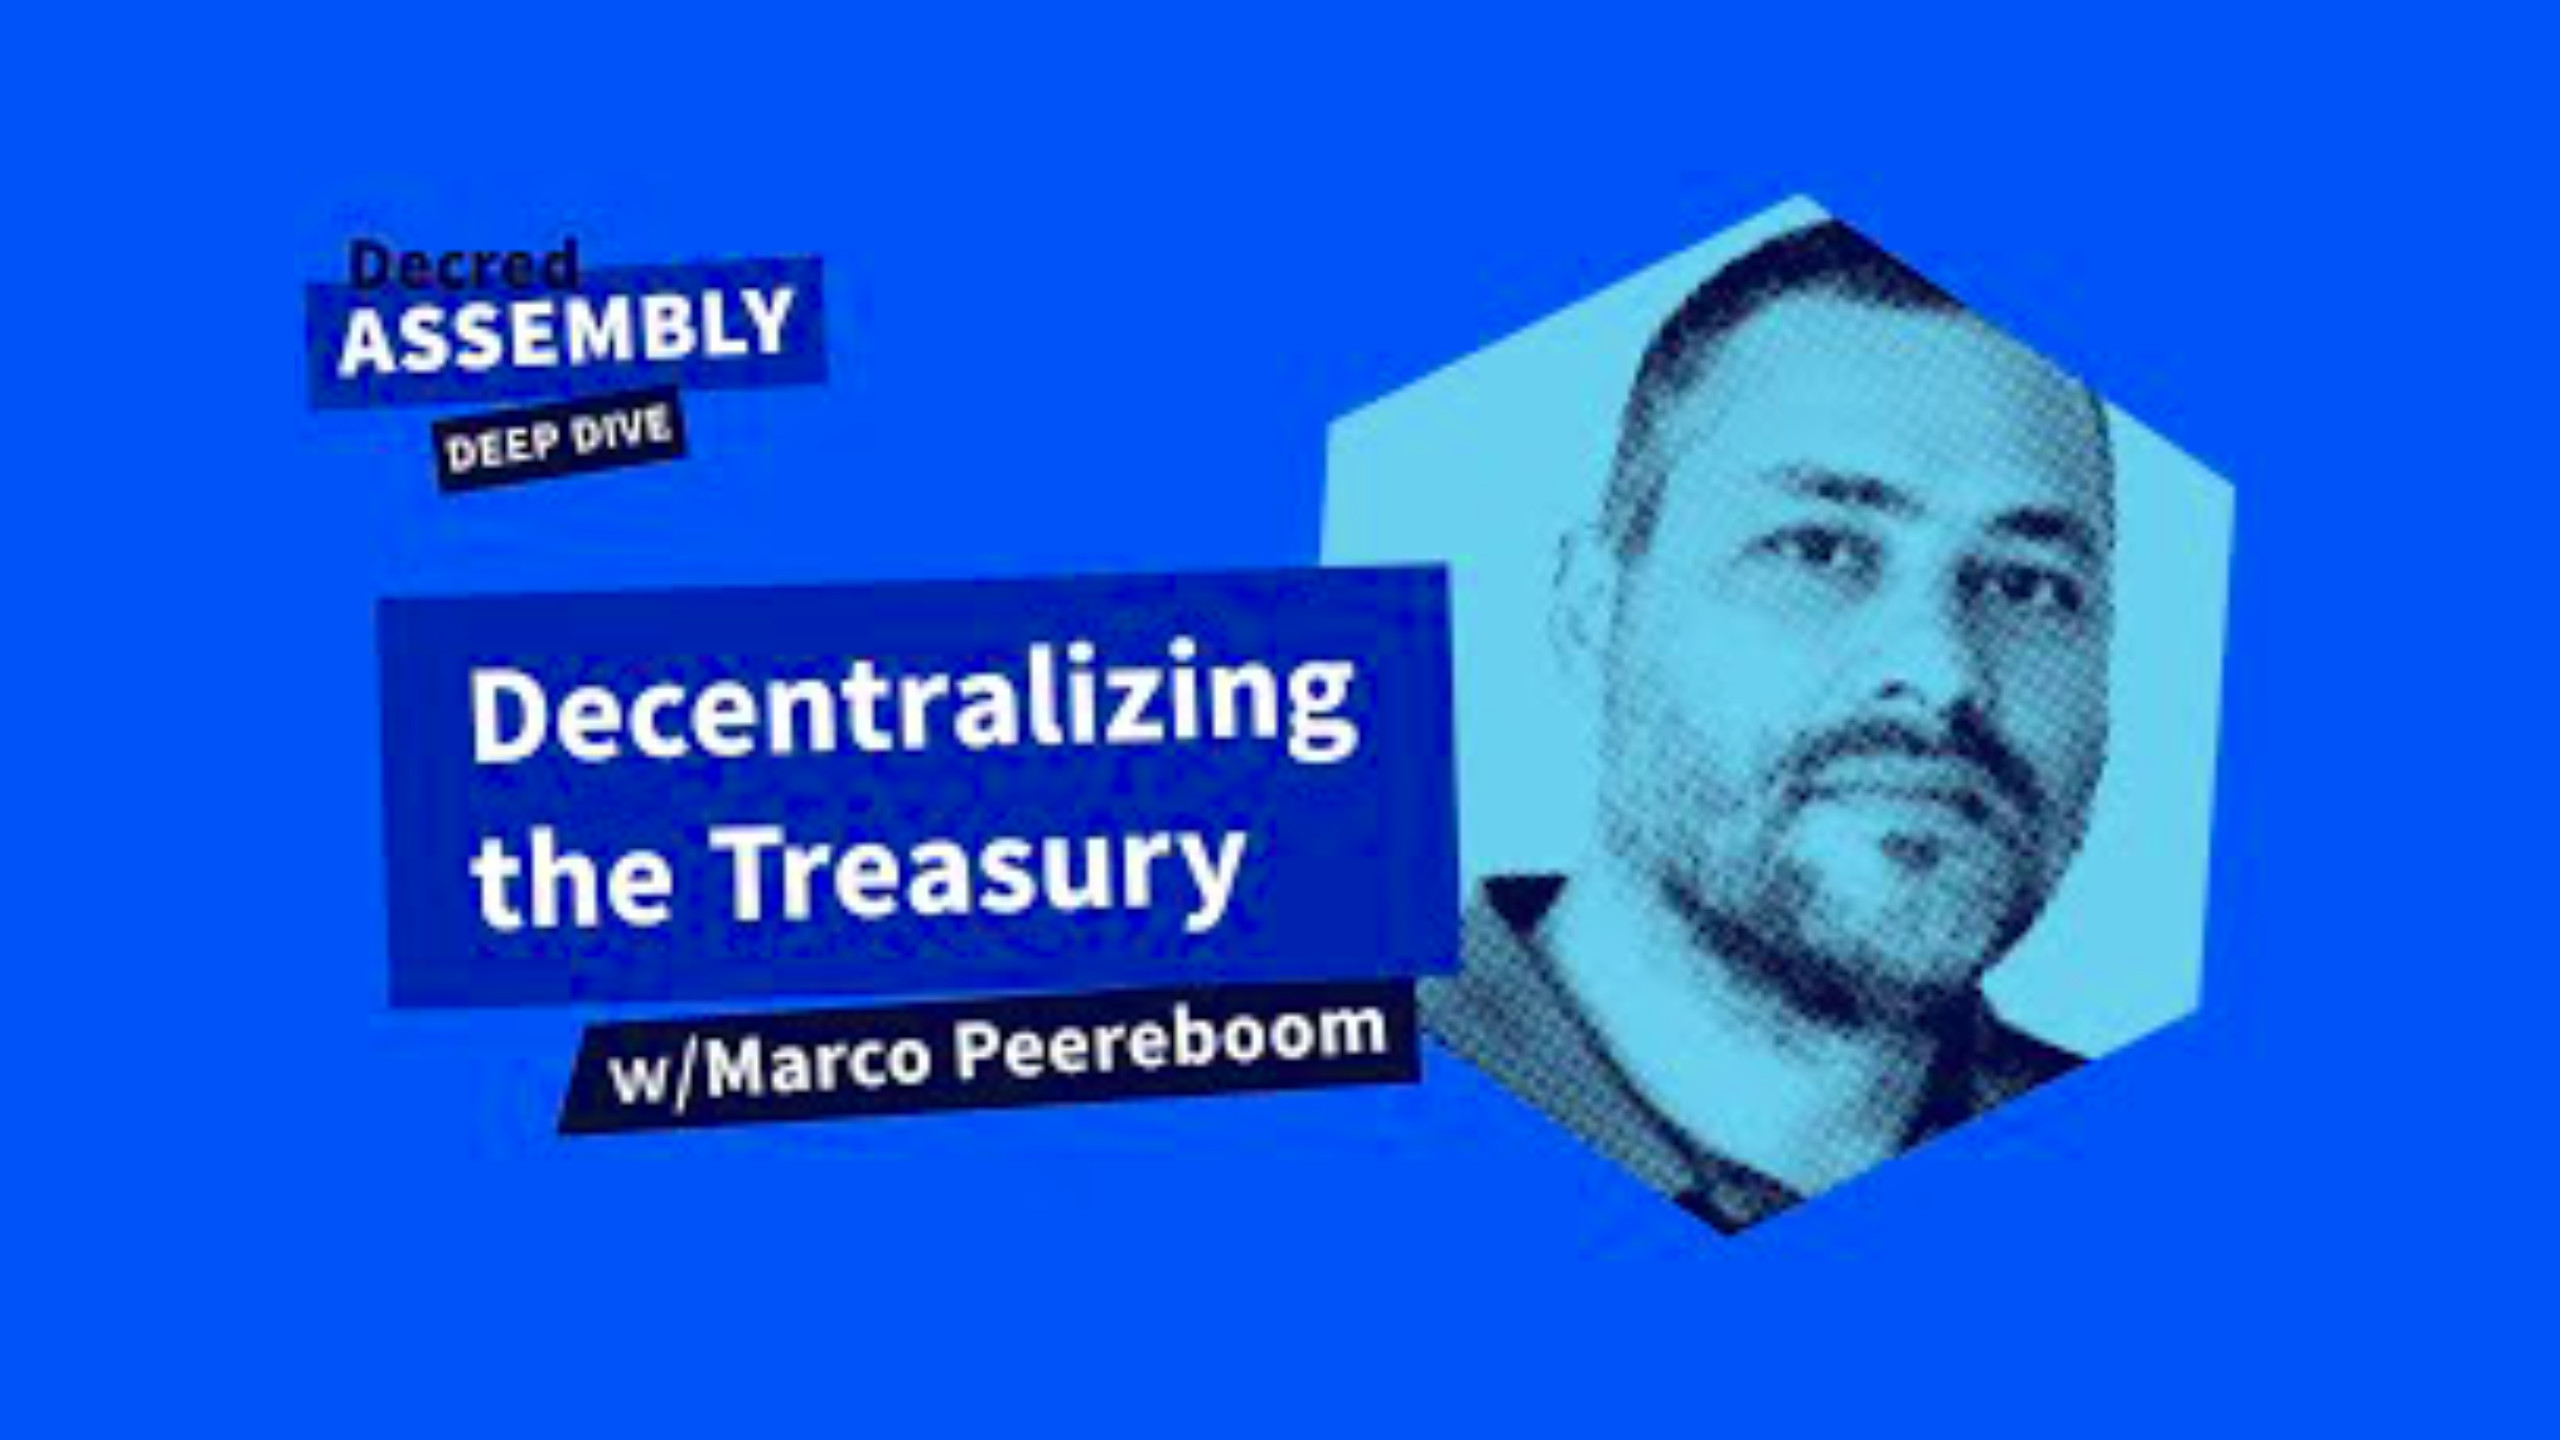 Decred
ASSEMBLY
DEEP DIVE
Decentralizing
the Treasury
w/Marco Peereboom